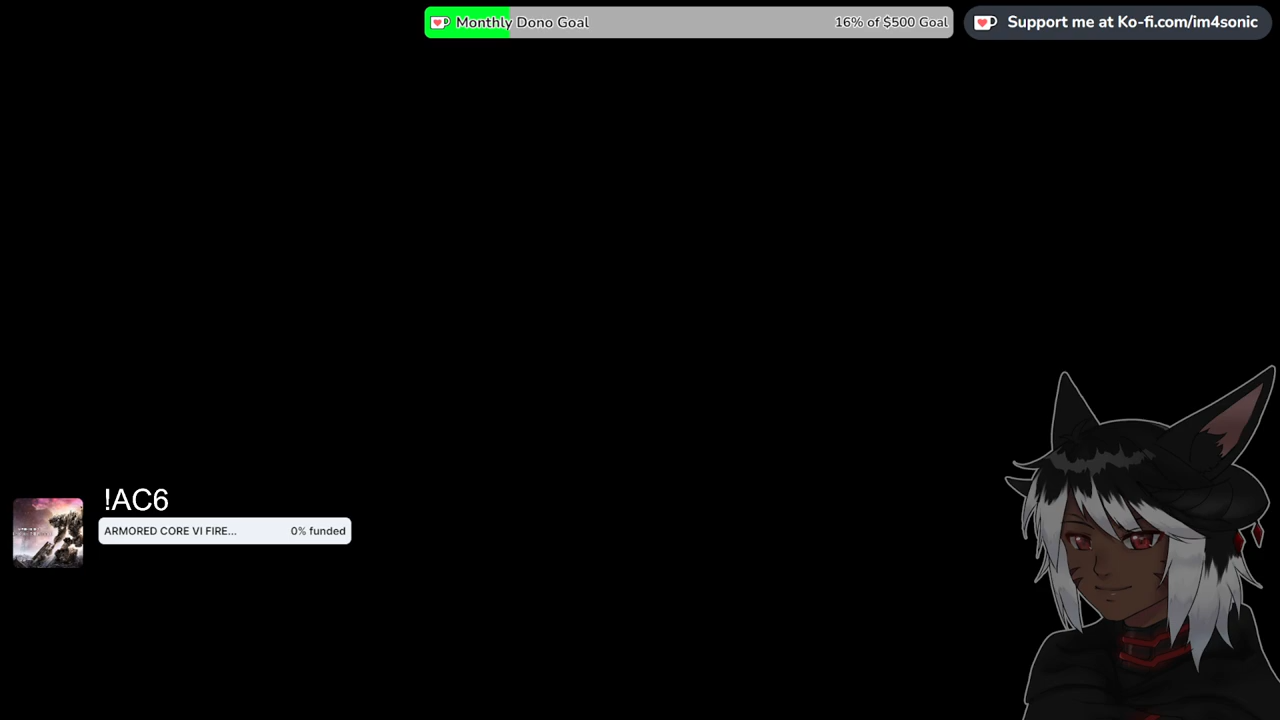 Monthly Dono Goal 16% of $500 Goal
Support me at Ko-fi.com/im4sonic
!AC6
ARMORED CORE VI FIRE... 0% funded